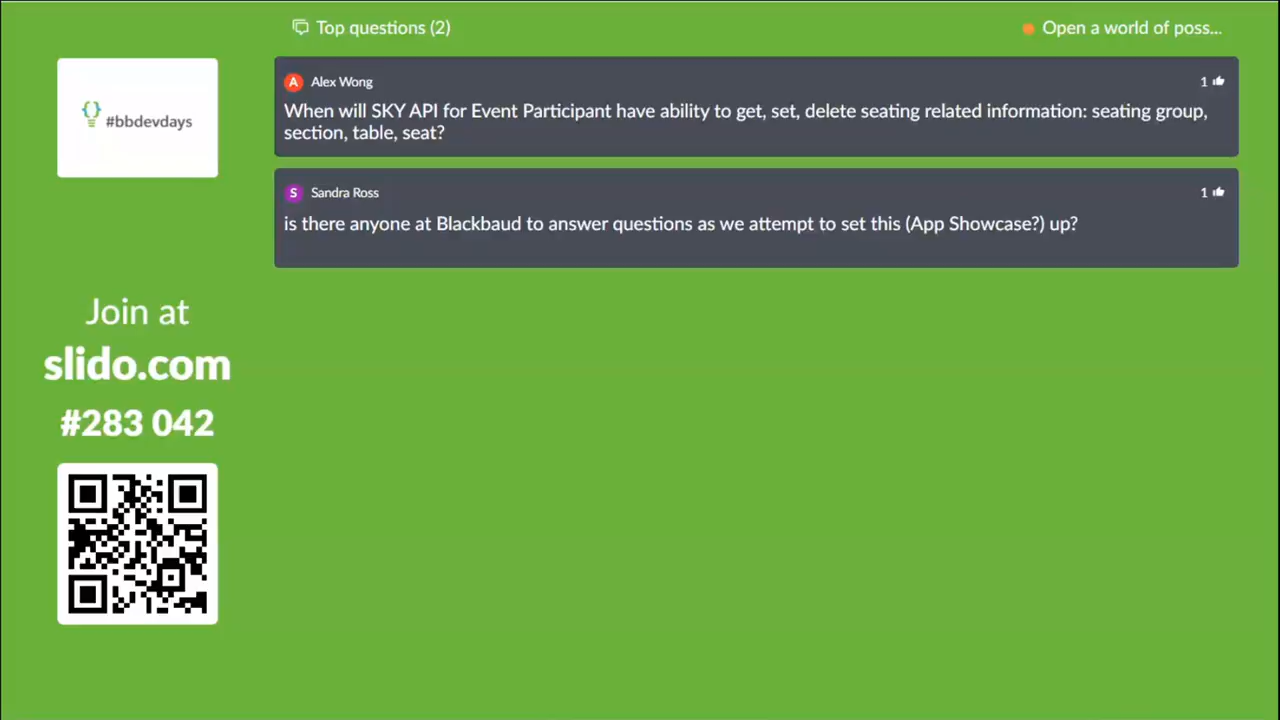 Top questions (2)
Open a world of poss...
#bbdevdays
A Alex Wong
1
When will SKY API for Event Participant have ability to get, set, delete seating related information: seating group,
section, table, seat?
S Sandra Ross
1
is there anyone at Blackbaud to answer questions as we attempt to set this (App Showcase?) up?
Join at
slido.com
#283 042